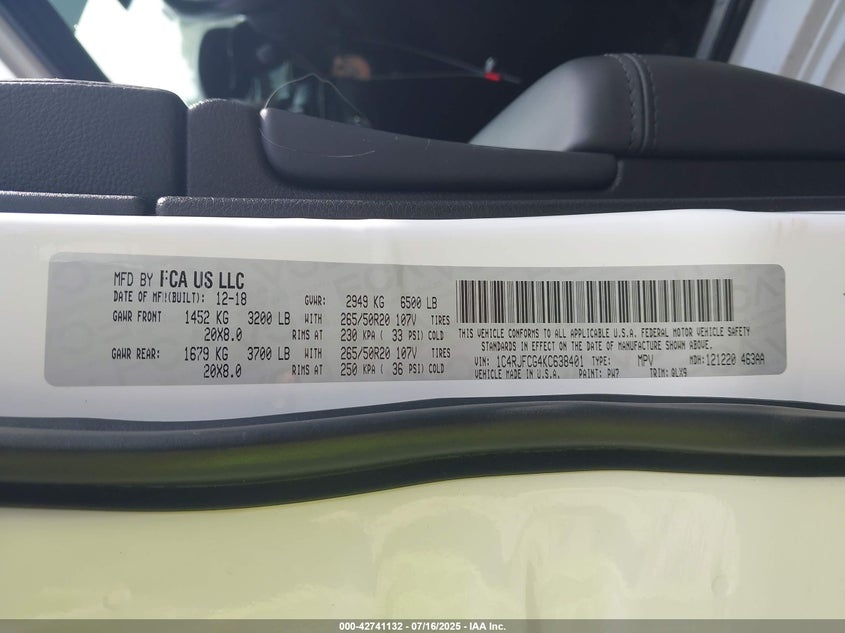 MFD BY FCA US LLC
DATE OF MFR(BUILT): 12-18 GVWR: 2949 KG 6500 LB
GAWR FRONT 1452 KG 3200 LB WITH 265/50R20 107V TIRES
20X8.0 RIMS AT 230 KPA ( 33 PSI) COLD
GAWR REAR: 1679 KG 3700 LB WITH 265/50R20 107V TIRES
20X8.0 RIMS AT 250 KPA ( 36 PSI) COLD
THIS VEHICLE CONFORMS TO ALL APPLICABLE U.S.A. FEDERAL MOTOR VEHICLE SAFETY
STANDARDS IN EFFECT ON THE DATE OF MANUFACTURE SHOWN ABOVE.
VIN: 1C4RJFCG4KC638401 TYPE: MPV MDH: 121220 463AA
VEHICLE MADE IN U.S.A. PAINT: PW7 TRIM: QLX9
000-42741132 - 07/16/2025 - IAA Inc.